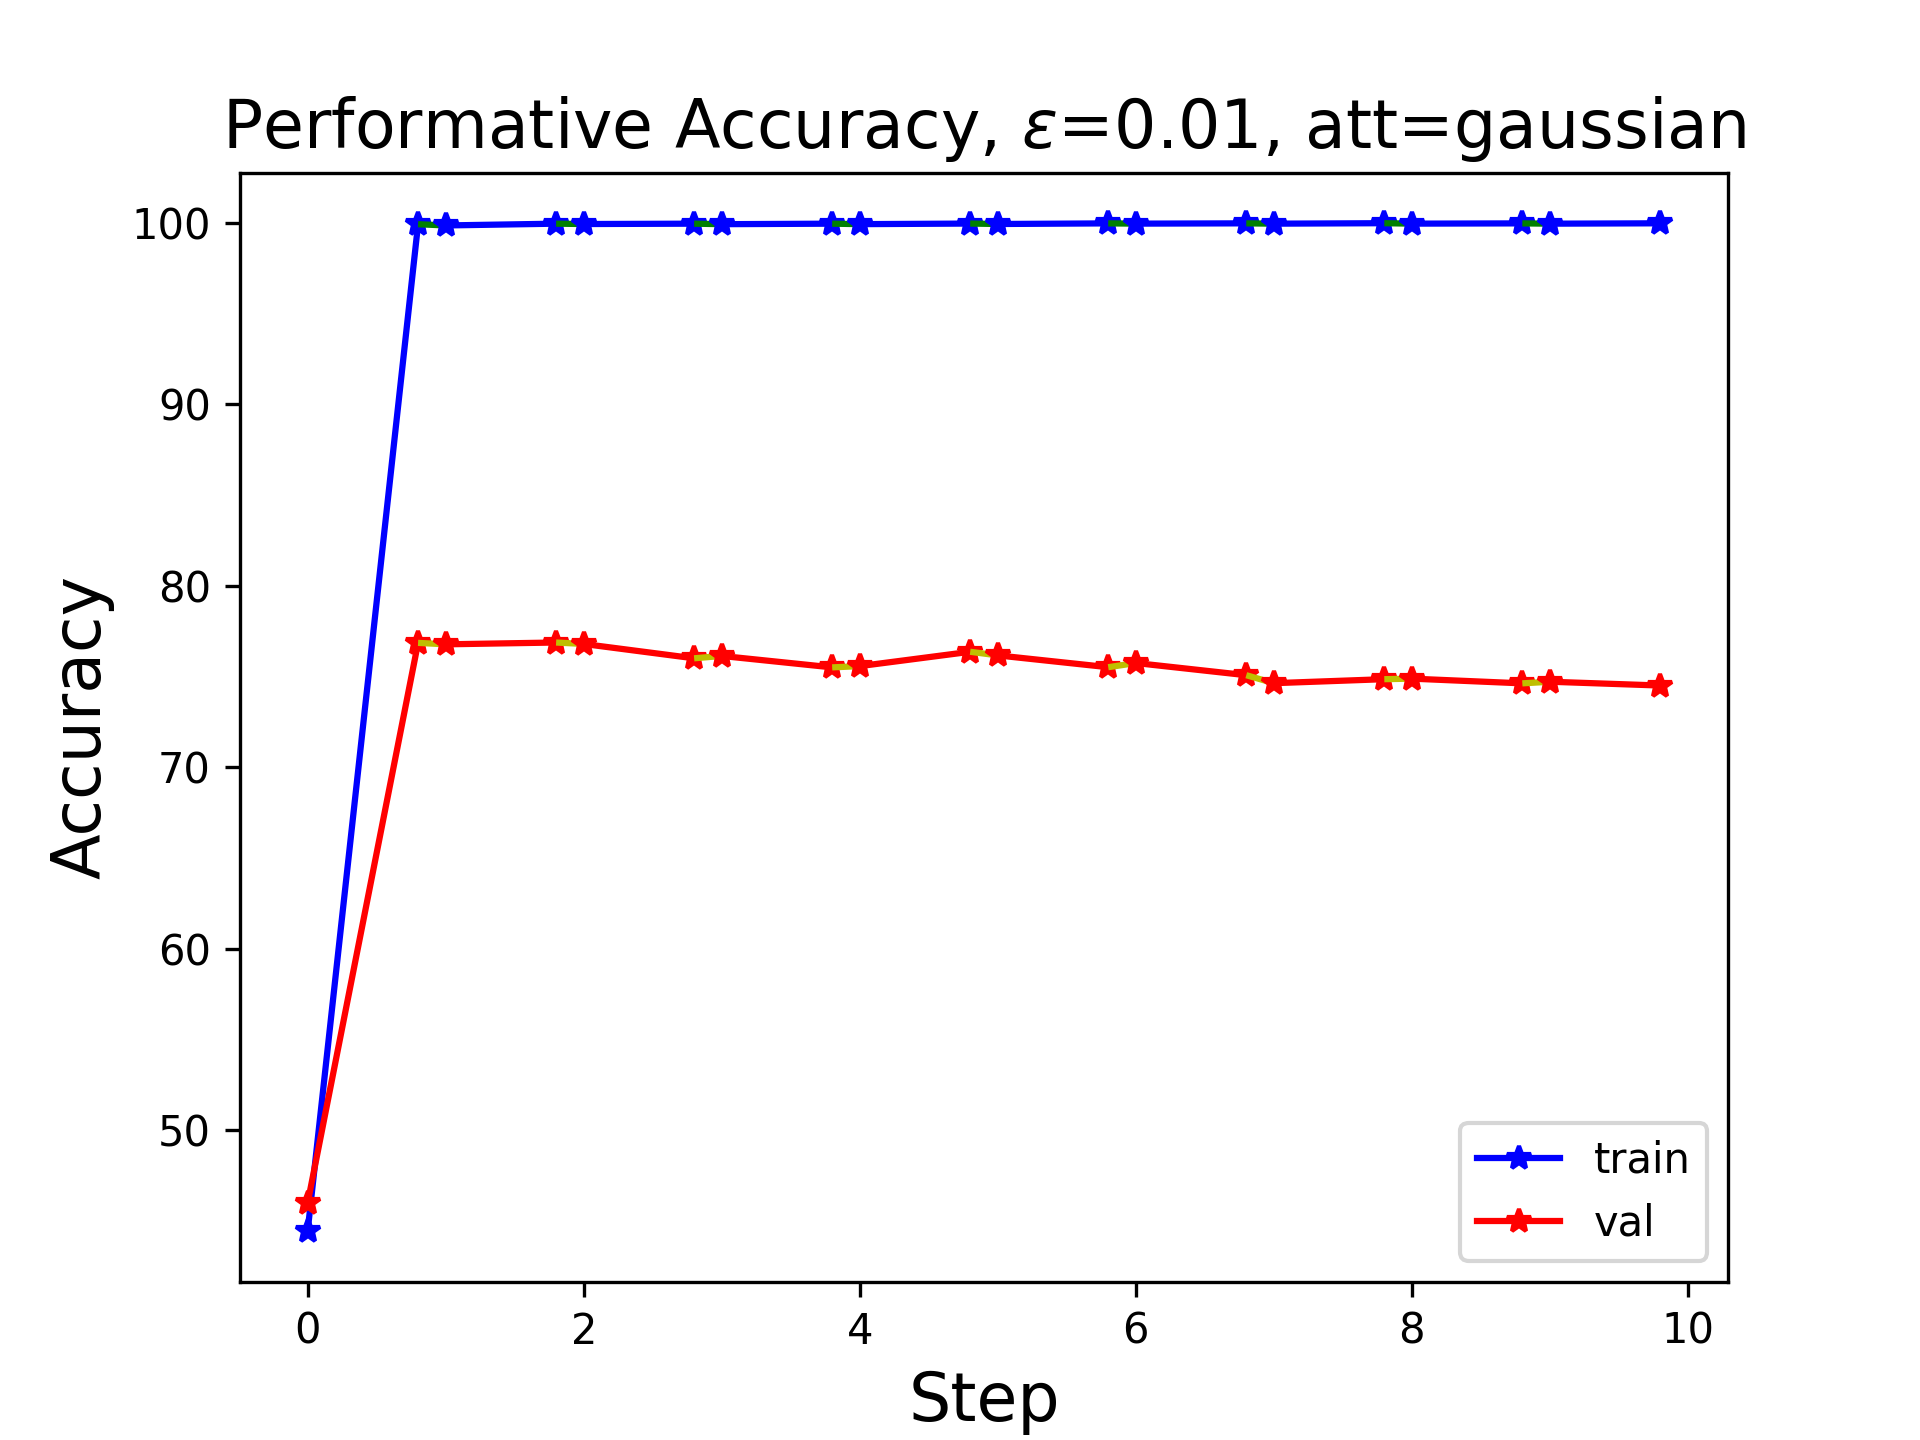 Performative Accuracy, ε=0.01, att=gaussian
100
90
80
70
60
50
Accuracy
train
val
0 2 4 6 8 10
Step